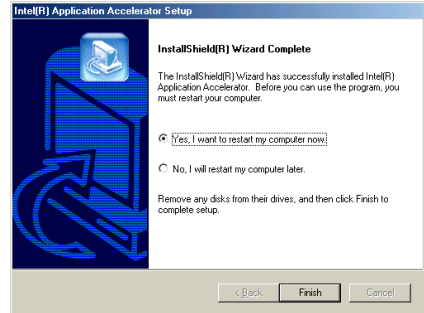 Intel(R) Application Accelerator Setup
InstallShield(R) Wizard Complete
The InstallShield(R) Wizard has successfully installed Intel(R)
Application Accelerator. Before you can use the program, you
must restart your computer.
Yes, I want to restart my computer now.
No, I will restart my computer later.
Remove any disks from their drives, and then click Finish to
complete setup.
< Back Finish Cancel